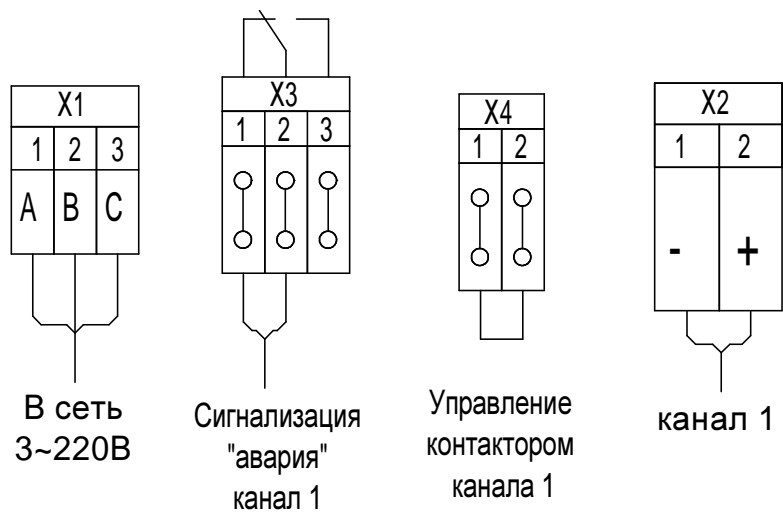 X1
1 2 3
A B C
В сеть
3~220В
X3
1 2 3
Сигнализация
"авария"
канал 1
X4
1 2
Управление
контактором
канала 1
X2
1 2
- +
канал 1